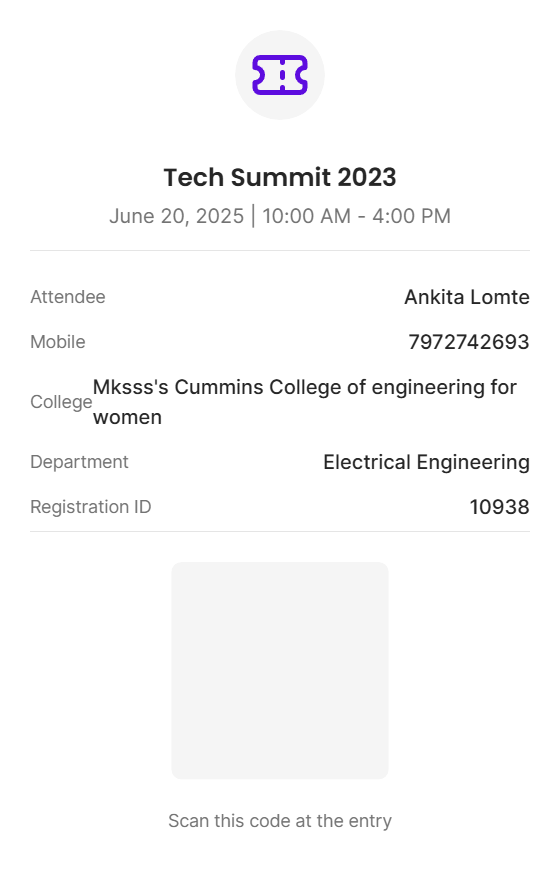 Tech Summit 2023
June 20, 2025 | 10:00 AM - 4:00 PM
Attendee Ankita Lomte
Mobile 7972742693
College Mksss's Cummins College of engineering for
women
Department Electrical Engineering
Registration ID 10938
Scan this code at the entry